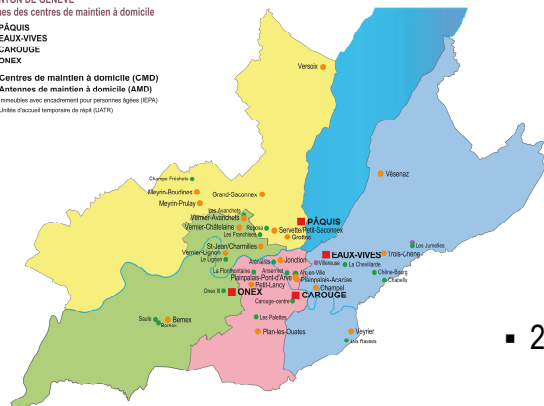 NTON DE GENÈVE
nes des centres de maintien à domicile
PÂQUIS
EAUX-VIVES
CAROUGE
ONEX
Centres de maintien à domicile (CMD)
Antennes de maintien à domicile (AMD)
mmeubles avec encadrement pour personnes âgées (IEPA)
Unités d'accueil temporaire de répit (UATR)
Versoix
Champs-Fréchets
Vésenaz
Meyrin-Boudines
Grand-Saconnex
Meyrin-Prulay
Les Avanchets
Vernier-Avanchets
PÂQUIS
Vernier-Châtelaine
Servette/Petit-Saconnex
Les Franchises
Grottes
St-Jean/Charmilles
Les Jumelles
Vernier-Lignon
EAUX-VIVES
Trois-Chêne
Le Lignon
Jonction
Villereuse
La Chevillarde
Ansermet
Chêne-Bourg
Plainpalais-Pont-d'Arve
Plainpalais-Acacias
Petit-Lancy
Champel
Onex
ONEX
CAROUGE
Carouge-centre
Les Palettes
Bernex
Bernex
Plan-les-Ouates
Veyrier
Les Rasses
▪ 2